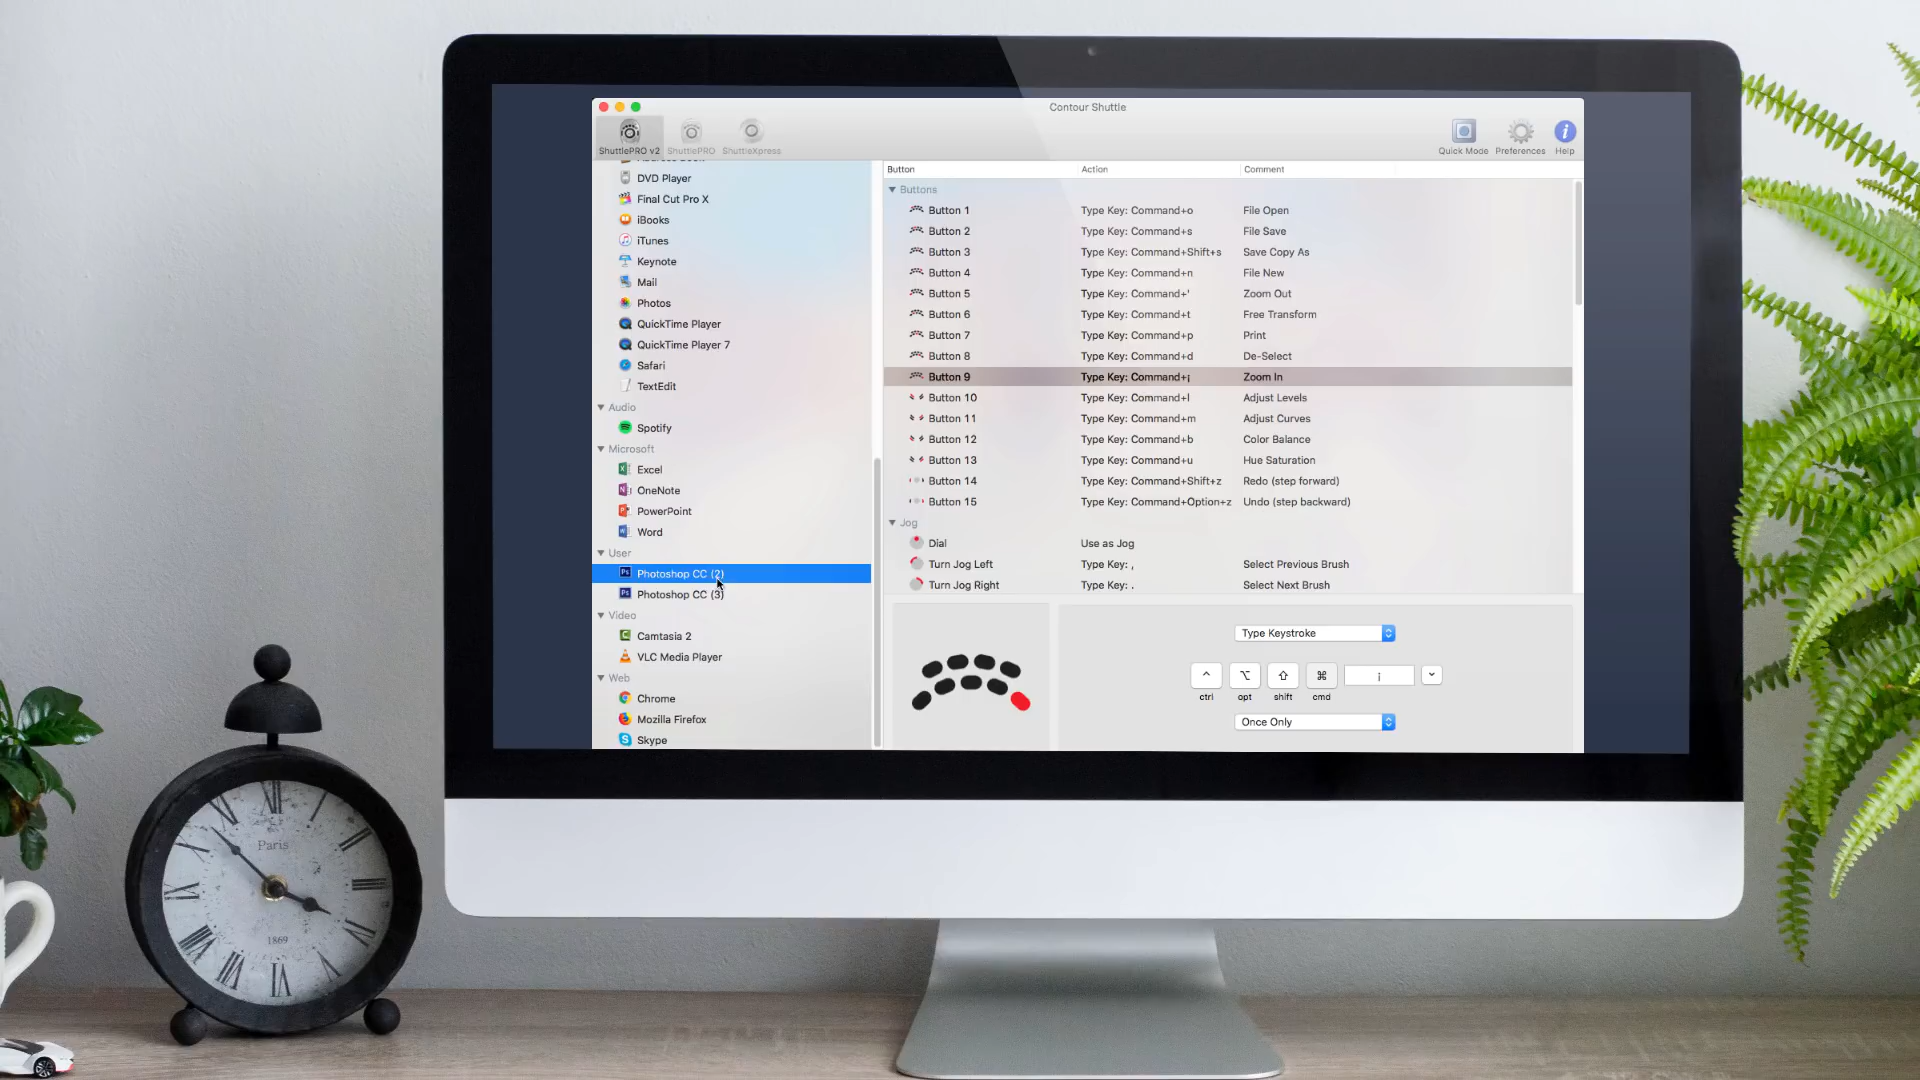 Contour Shuttle
ShuttlePRO v2 ShuttlePRO ShuttleXpress Quick Mode Preferences Help
Button Action Comment
DVD Player
Final Cut Pro X
iBooks
iTunes
Keynote
Mail
Photos
QuickTime Player
QuickTime Player 7
Safari
TextEdit
Audio
Spotify
Microsoft
Excel
OneNote
PowerPoint
Word
User
Photoshop CC (2)
Photoshop CC (3)
Video
Camtasia 2
VLC Media Player
Web
Chrome
Mozilla Firefox
Skype
Buttons
Button 1 Type Key: Command+o File Open
Button 2 Type Key: Command+s File Save
Button 3 Type Key: Command+Shift+s Save Copy As
Button 4 Type Key: Command+n File New
Button 5 Type Key: Command+' Zoom Out
Button 6 Type Key: Command+t Free Transform
Button 7 Type Key: Command+p Print
Button 8 Type Key: Command+d De-Select
Button 9 Type Key: Command+¡ Zoom In
Button 10 Type Key: Command+l Adjust Levels
Button 11 Type Key: Command+m Adjust Curves
Button 12 Type Key: Command+b Color Balance
Button 13 Type Key: Command+u Hue Saturation
Button 14 Type Key: Command+Shift+z Redo (step forward)
Button 15 Type Key: Command+Option+z Undo (step backward)
Jog
Dial Use as Jog
Turn Jog Left Type Key: , Select Previous Brush
Turn Jog Right Type Key: . Select Next Brush
Type Keystroke
¡
ctrl opt shift cmd
Once Only
Paris
1869